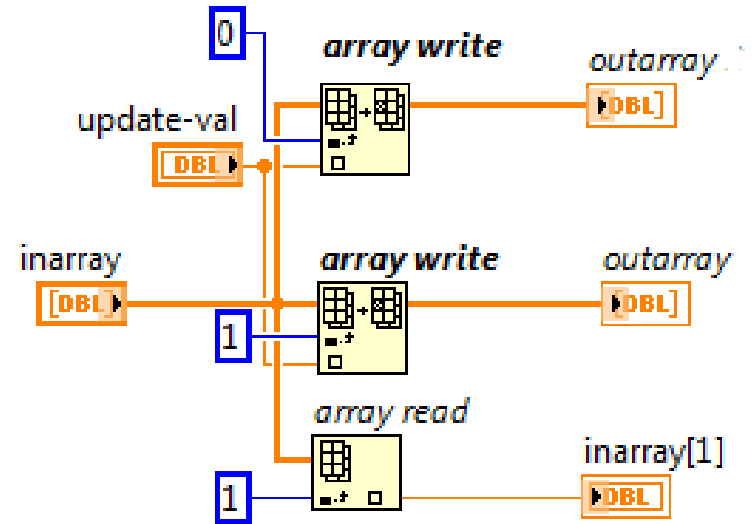 0
array write
outarray
update-val
DBL
[DBL]
inarray
array write
outarray
[DBL]
[DBL]
1
array read
inarray[1]
1
DBL